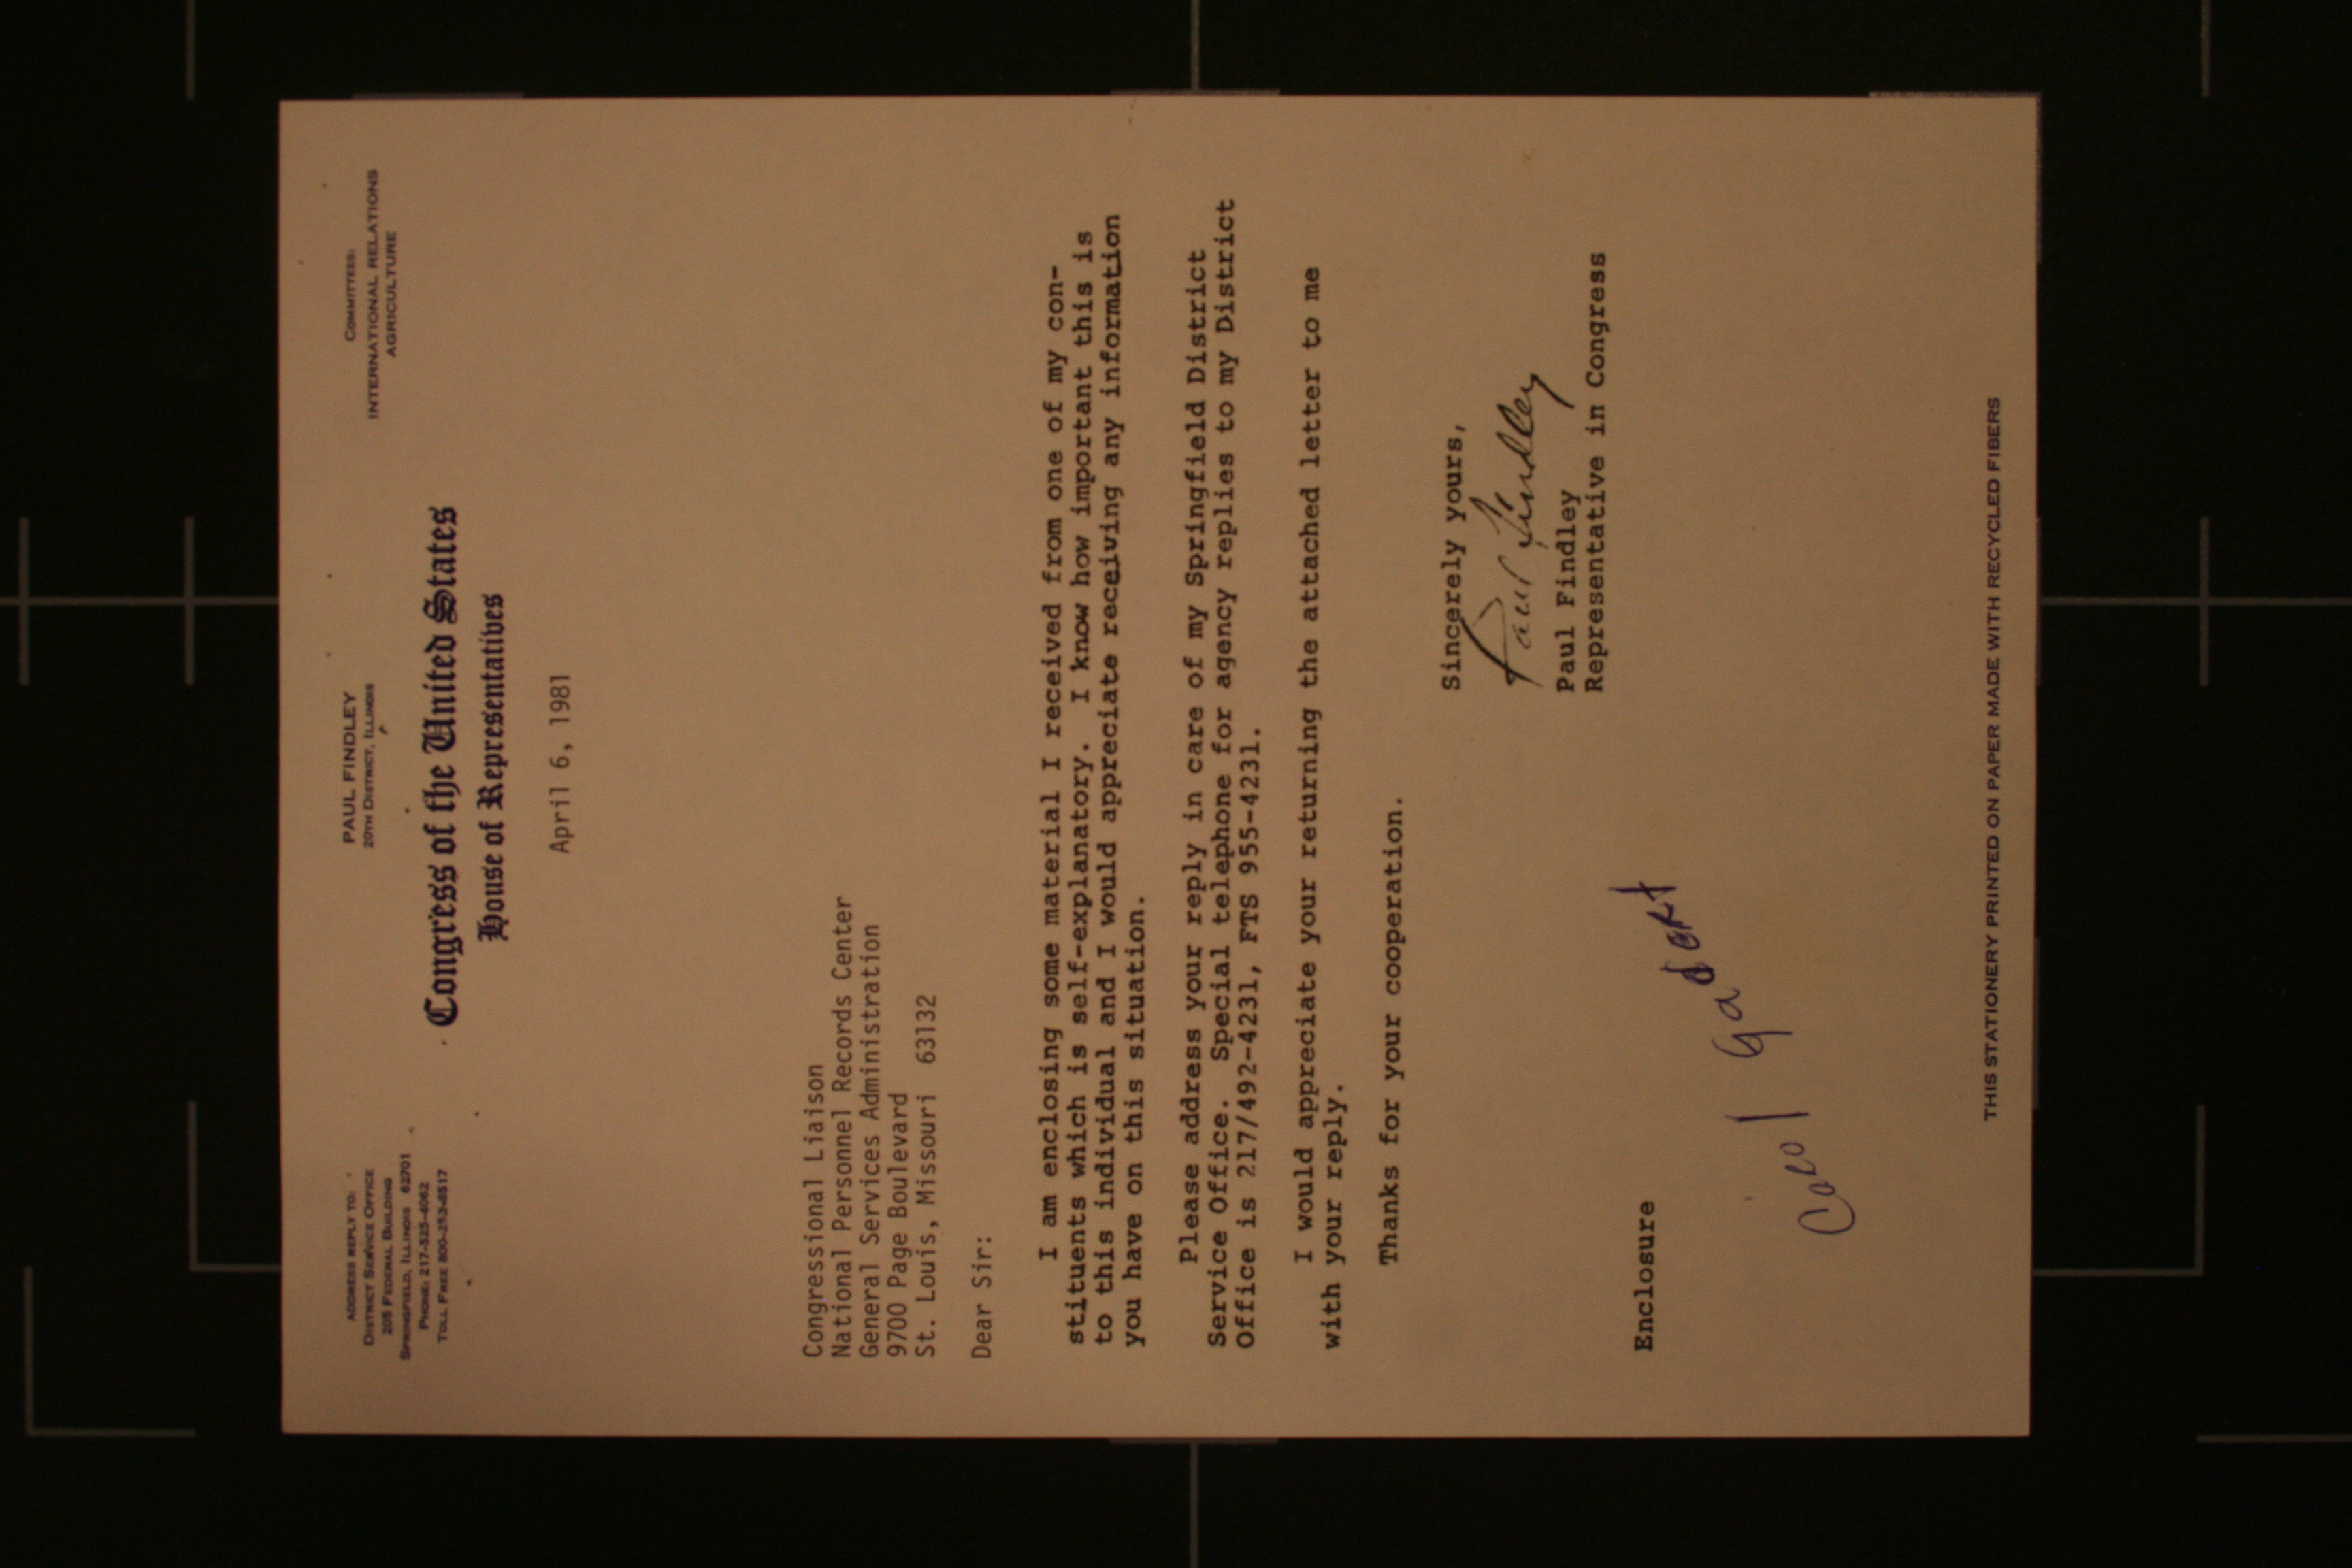 PAUL FINDLEY
20TH DISTRICT, ILLINOIS
ADDRESS REPLY TO:
DISTRICT SERVICE OFFICE
205 FEDERAL BUILDING
SPRINGFIELD, ILLINOIS 62701
PHONE: 217-525-4062
TOLL FREE 800-252-8517
COMMITTEES:
INTERNATIONAL RELATIONS
AGRICULTURE
Congress of the United States
House of Representatives
April 6, 1981
Congressional Liaison
National Personnel Records Center
General Services Administration
9700 Page Boulevard
St. Louis, Missouri 63132
Dear Sir:
I am enclosing some material I received from one of my con-
stituents which is self-explanatory. I know how important this is
to this individual and I would appreciate receiving any information
you have on this situation.
Please address your reply in care of my Springfield District
Service Office. Special telephone for agency replies to my District
Office is 217/492-4231, FTS 955-4231.
I would appreciate your returning the attached letter to me
with your reply.
Thanks for your cooperation.
Sincerely yours,
Paul Findley
Paul Findley
Representative in Congress
Enclosure
THIS STATIONERY PRINTED ON PAPER MADE WITH RECYCLED FIBERS